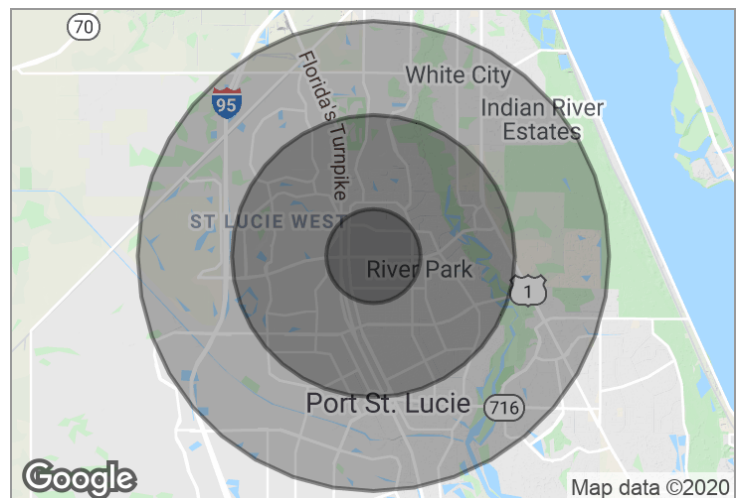 70
White City
95
Florida's Turnpike
Indian River
Estates
ST LUCIE WEST
River Park
1
Port St. Lucie
716
Google
Map data ©2020